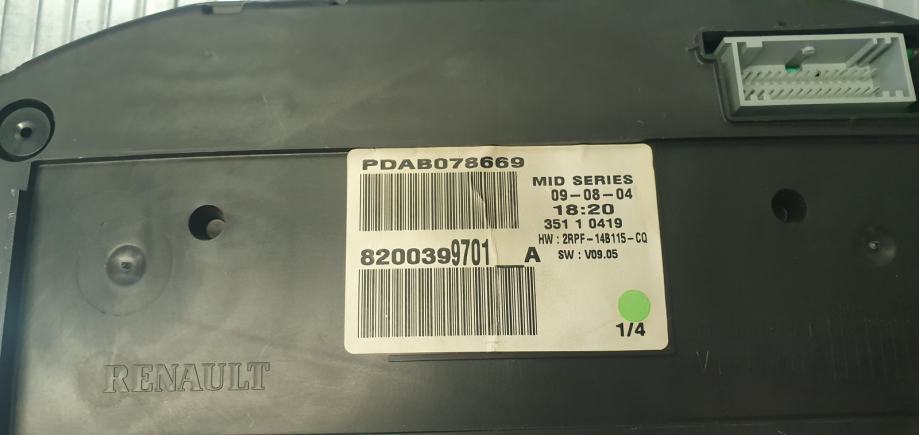 PDAB078669
MID SERIES
09-08-04
18:20
351 1 0419
HW : 2RPF-14B115-CQ
SW : V09.05
8200399701__A
1/4
RENAULT